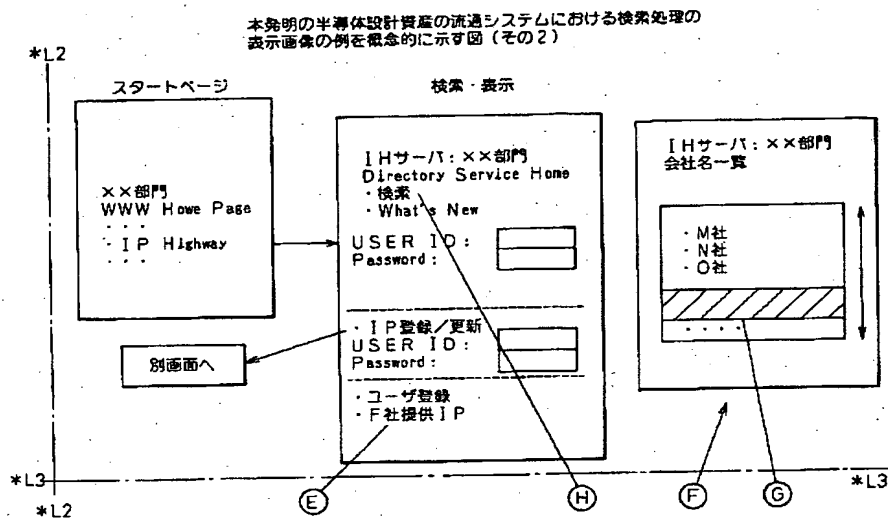 本発明の半導体設計資産の流通システムにおける検索処理の
表示画像の例を概念的に示す図（その２）
*L2
スタートページ
××部門
WWW Howe Page
・・・
・IP Highway
・・・
別画面へ
検索・表示
IHサーバ：××部門
Directory Service Home
・検索
・What's New
USER ID：
Password：
・IP登録／更新
USER ID：
Password：
・ユーザ登録
・F社提供IP
IHサーバ：××部門
会社名一覧
・M社
・N社
・O社
・・・・
*L3
*L2
E
H
F
G
*L3